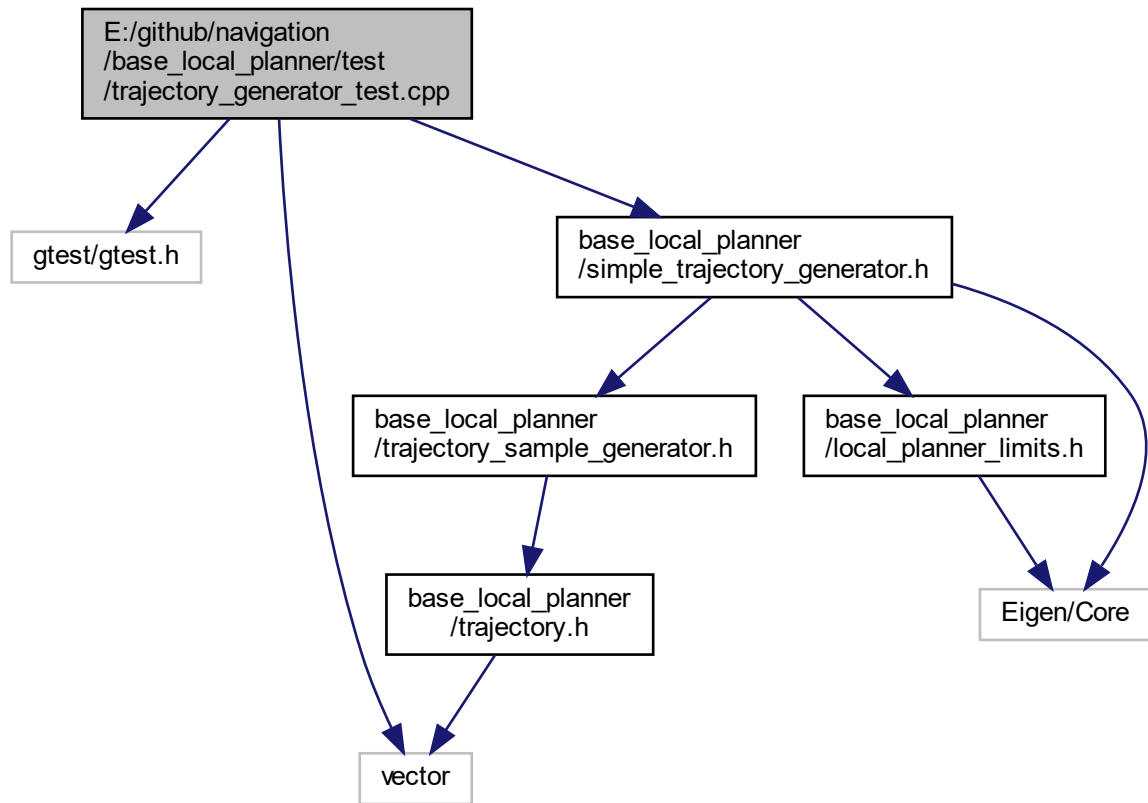 E:/github/navigation
/base_local_planner/test
/trajectory_generator_test.cpp
gtest/gtest.h
base_local_planner
/simple_trajectory_generator.h
base_local_planner
/trajectory_sample_generator.h
base_local_planner
/local_planner_limits.h
base_local_planner
/trajectory.h
Eigen/Core
vector